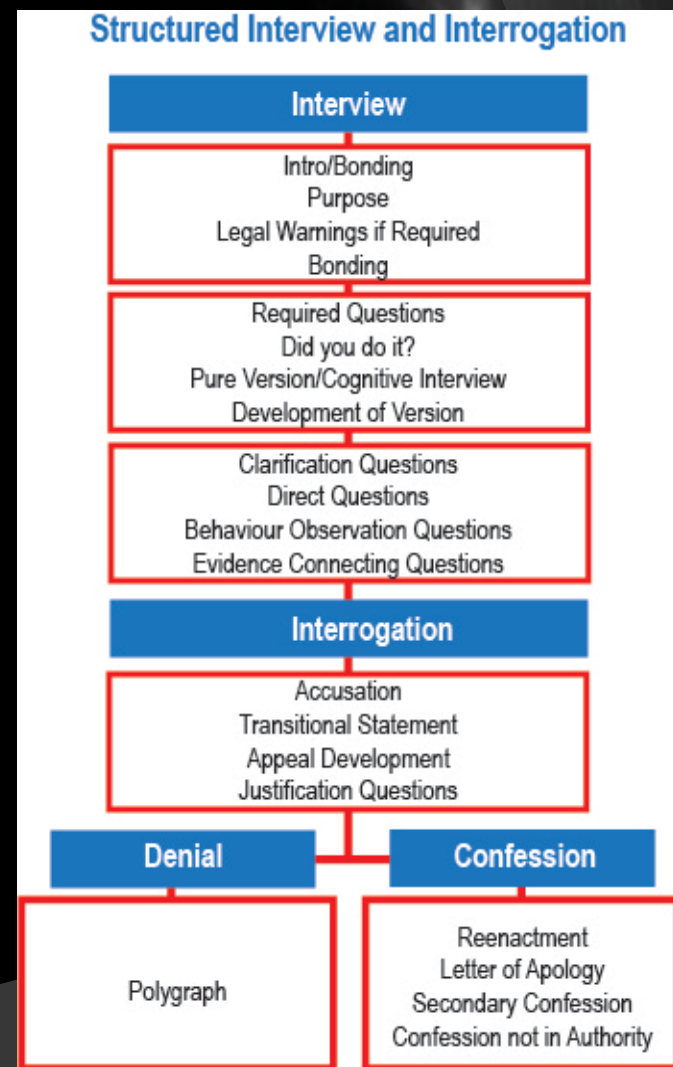 Structured Interview and Interrogation
Interview
Intro/Bonding
Purpose
Legal Warnings if Required
Bonding
Required Questions
Did you do it?
Pure Version/Cognitive Interview
Development of Version
Clarification Questions
Direct Questions
Behaviour Observation Questions
Evidence Connecting Questions
Interrogation
Accusation
Transitional Statement
Appeal Development
Justification Questions
Denial
Polygraph
Confession
Reenactment
Letter of Apology
Secondary Confession
Confession not in Authority